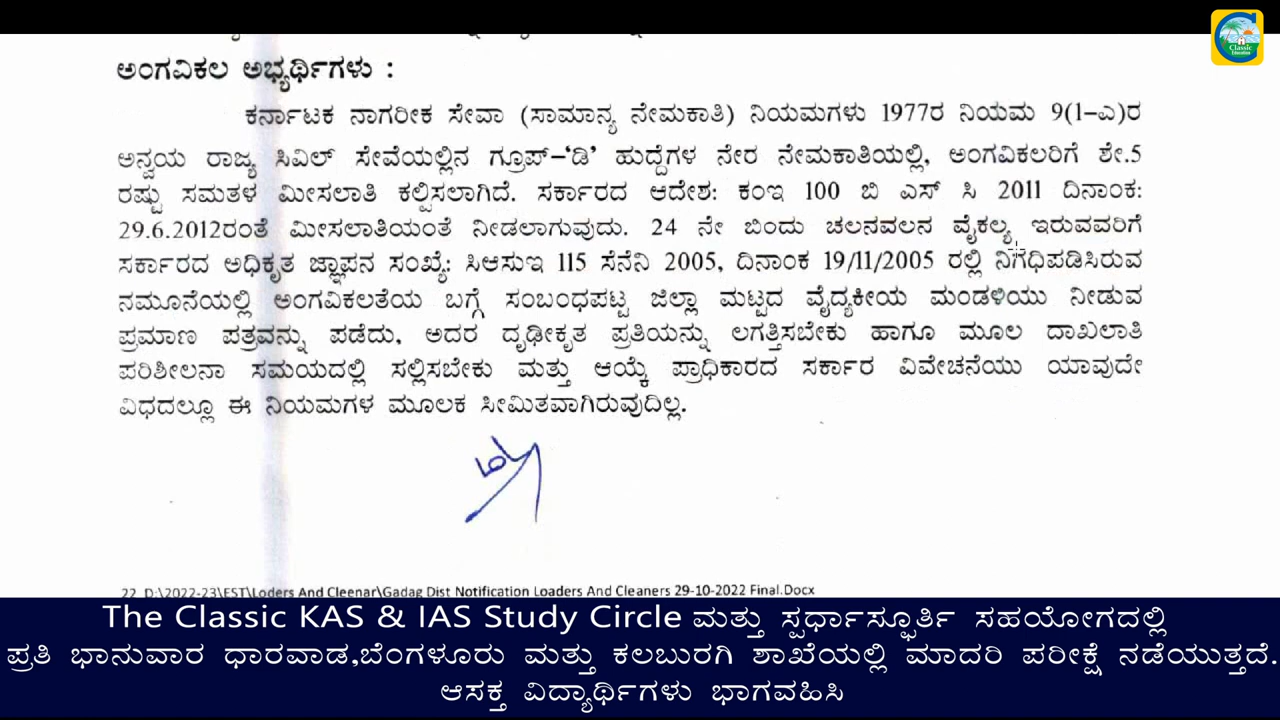 Classic
Education
ಅಂಗವಿಕಲ ಅಭ್ಯರ್ಥಿಗಳು :
ಕರ್ನಾಟಕ ನಾಗರೀಕ ಸೇವಾ (ಸಾಮಾನ್ಯ ನೇಮಕಾತಿ) ನಿಯಮಗಳು 1977ರ ನಿಯಮ 9(1-ಎ)ರ
ಅನ್ವಯ ರಾಜ್ಯ ಸಿವಿಲ್ ಸೇವೆಯಲ್ಲಿನ ಗ್ರೂಪ್-‘ಡಿ’ ಹುದ್ದೆಗಳ ನೇರ ನೇಮಕಾತಿಯಲ್ಲಿ, ಅಂಗವಿಕಲರಿಗೆ ಶೇ.5
ರಷ್ಟು ಸಮತಳ ಮೀಸಲಾತಿ ಕಲ್ಪಿಸಲಾಗಿದೆ. ಸರ್ಕಾರದ ಆದೇಶ: ಕಂಇ 100 ಬಿ ಎಸ್ ಸಿ 2011 ದಿನಾಂಕ:
29.6.2012ರಂತೆ ಮೀಸಲಾತಿಯಂತೆ ನೀಡಲಾಗುವುದು. 24 ನೇ ಬಿಂದು ಚಲನವಲನ ವೈಕಲ್ಯ ಇರುವವರಿಗೆ
ಸರ್ಕಾರದ ಅಧಿಕೃತ ಜ್ಞಾಪನ ಸಂಖ್ಯೆ: ಸಿಆಸುಇ 115 ಸೆನೆನಿ 2005, ದಿನಾಂಕ 19/11/2005 ರಲ್ಲಿ ನಿಗಧಿಪಡಿಸಿರುವ
ನಮೂನೆಯಲ್ಲಿ ಅಂಗವಿಕಲತೆಯ ಬಗ್ಗೆ ಸಂಬಂಧಪಟ್ಟ ಜಿಲ್ಲಾ ಮಟ್ಟದ ವೈದ್ಯಕೀಯ ಮಂಡಳಿಯು ನೀಡುವ
ಪ್ರಮಾಣ ಪತ್ರವನ್ನು ಪಡೆದು, ಅದರ ದೃಢೀಕೃತ ಪ್ರತಿಯನ್ನು ಲಗತ್ತಿಸಬೇಕು ಹಾಗೂ ಮೂಲ ದಾಖಲಾತಿ
ಪರಿಶೀಲನಾ ಸಮಯದಲ್ಲಿ ಸಲ್ಲಿಸಬೇಕು ಮತ್ತು ಆಯ್ಕೆ ಪ್ರಾಧಿಕಾರದ ಸರ್ಕಾರ ವಿವೇಚನೆಯು ಯಾವುದೇ
ವಿಧದಲ್ಲೂ ಈ ನಿಯಮಗಳ ಮೂಲಕ ಸೀಮಿತವಾಗಿರುವುದಿಲ್ಲ.
22 D:\2022-23\EST\Loders And Cleenar\Gadag Dist Notification Loaders And Cleaners 29-10-2022 Final.Docx
The Classic KAS & IAS Study Circle ಮತ್ತು ಸ್ಪರ್ಧಾಸ್ಫೂರ್ತಿ ಸಹಯೋಗದಲ್ಲಿ
ಪ್ರತಿ ಭಾನುವಾರ ಧಾರವಾಡ,ಬೆಂಗಳೂರು ಮತ್ತು ಕಲಬುರಗಿ ಶಾಖೆಯಲ್ಲಿ ಮಾದರಿ ಪರೀಕ್ಷೆ ನಡೆಯುತ್ತದೆ.
ಆಸಕ್ತ ವಿದ್ಯಾರ್ಥಿಗಳು ಭಾಗವಹಿಸಿ